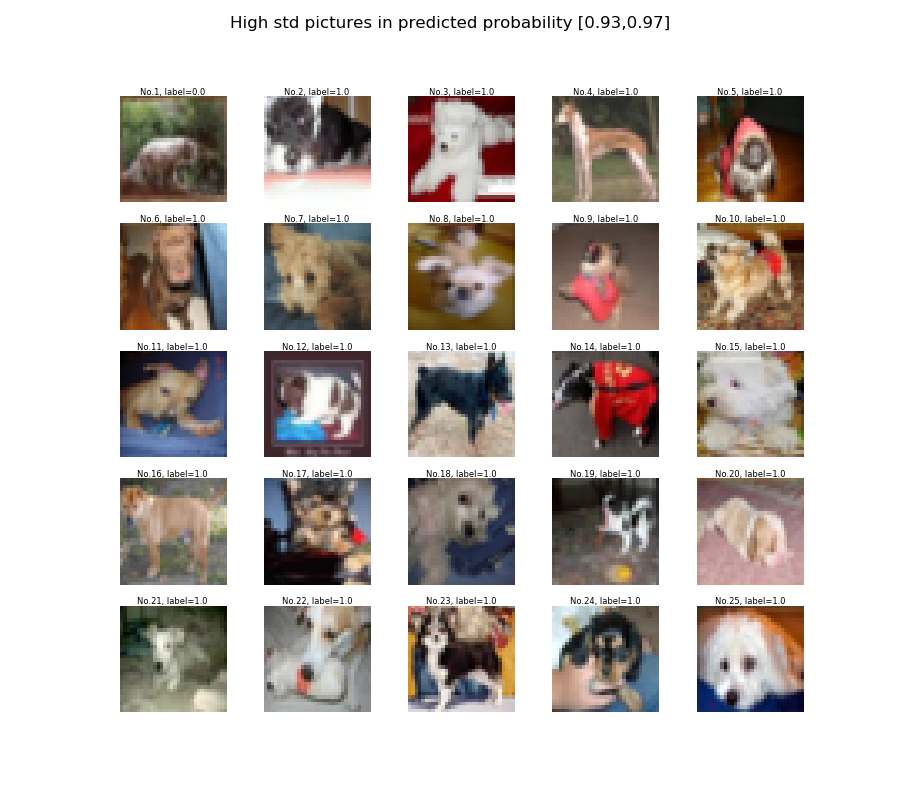 High std pictures in predicted probability [0.93,0.97]
No.1, label=0.0
No.2, label=1.0
No.3, label=1.0
No.4, label=1.0
No.5, label=1.0
No.6, label=1.0
No.7, label=1.0
No.8, label=1.0
No.9, label=1.0
No.10, label=1.0
No.11, label=1.0
No.12, label=1.0
No.13, label=1.0
No.14, label=1.0
No.15, label=1.0
No.16, label=1.0
No.17, label=1.0
No.18, label=1.0
No.19, label=1.0
No.20, label=1.0
No.21, label=1.0
No.22, label=1.0
No.23, label=1.0
No.24, label=1.0
No.25, label=1.0